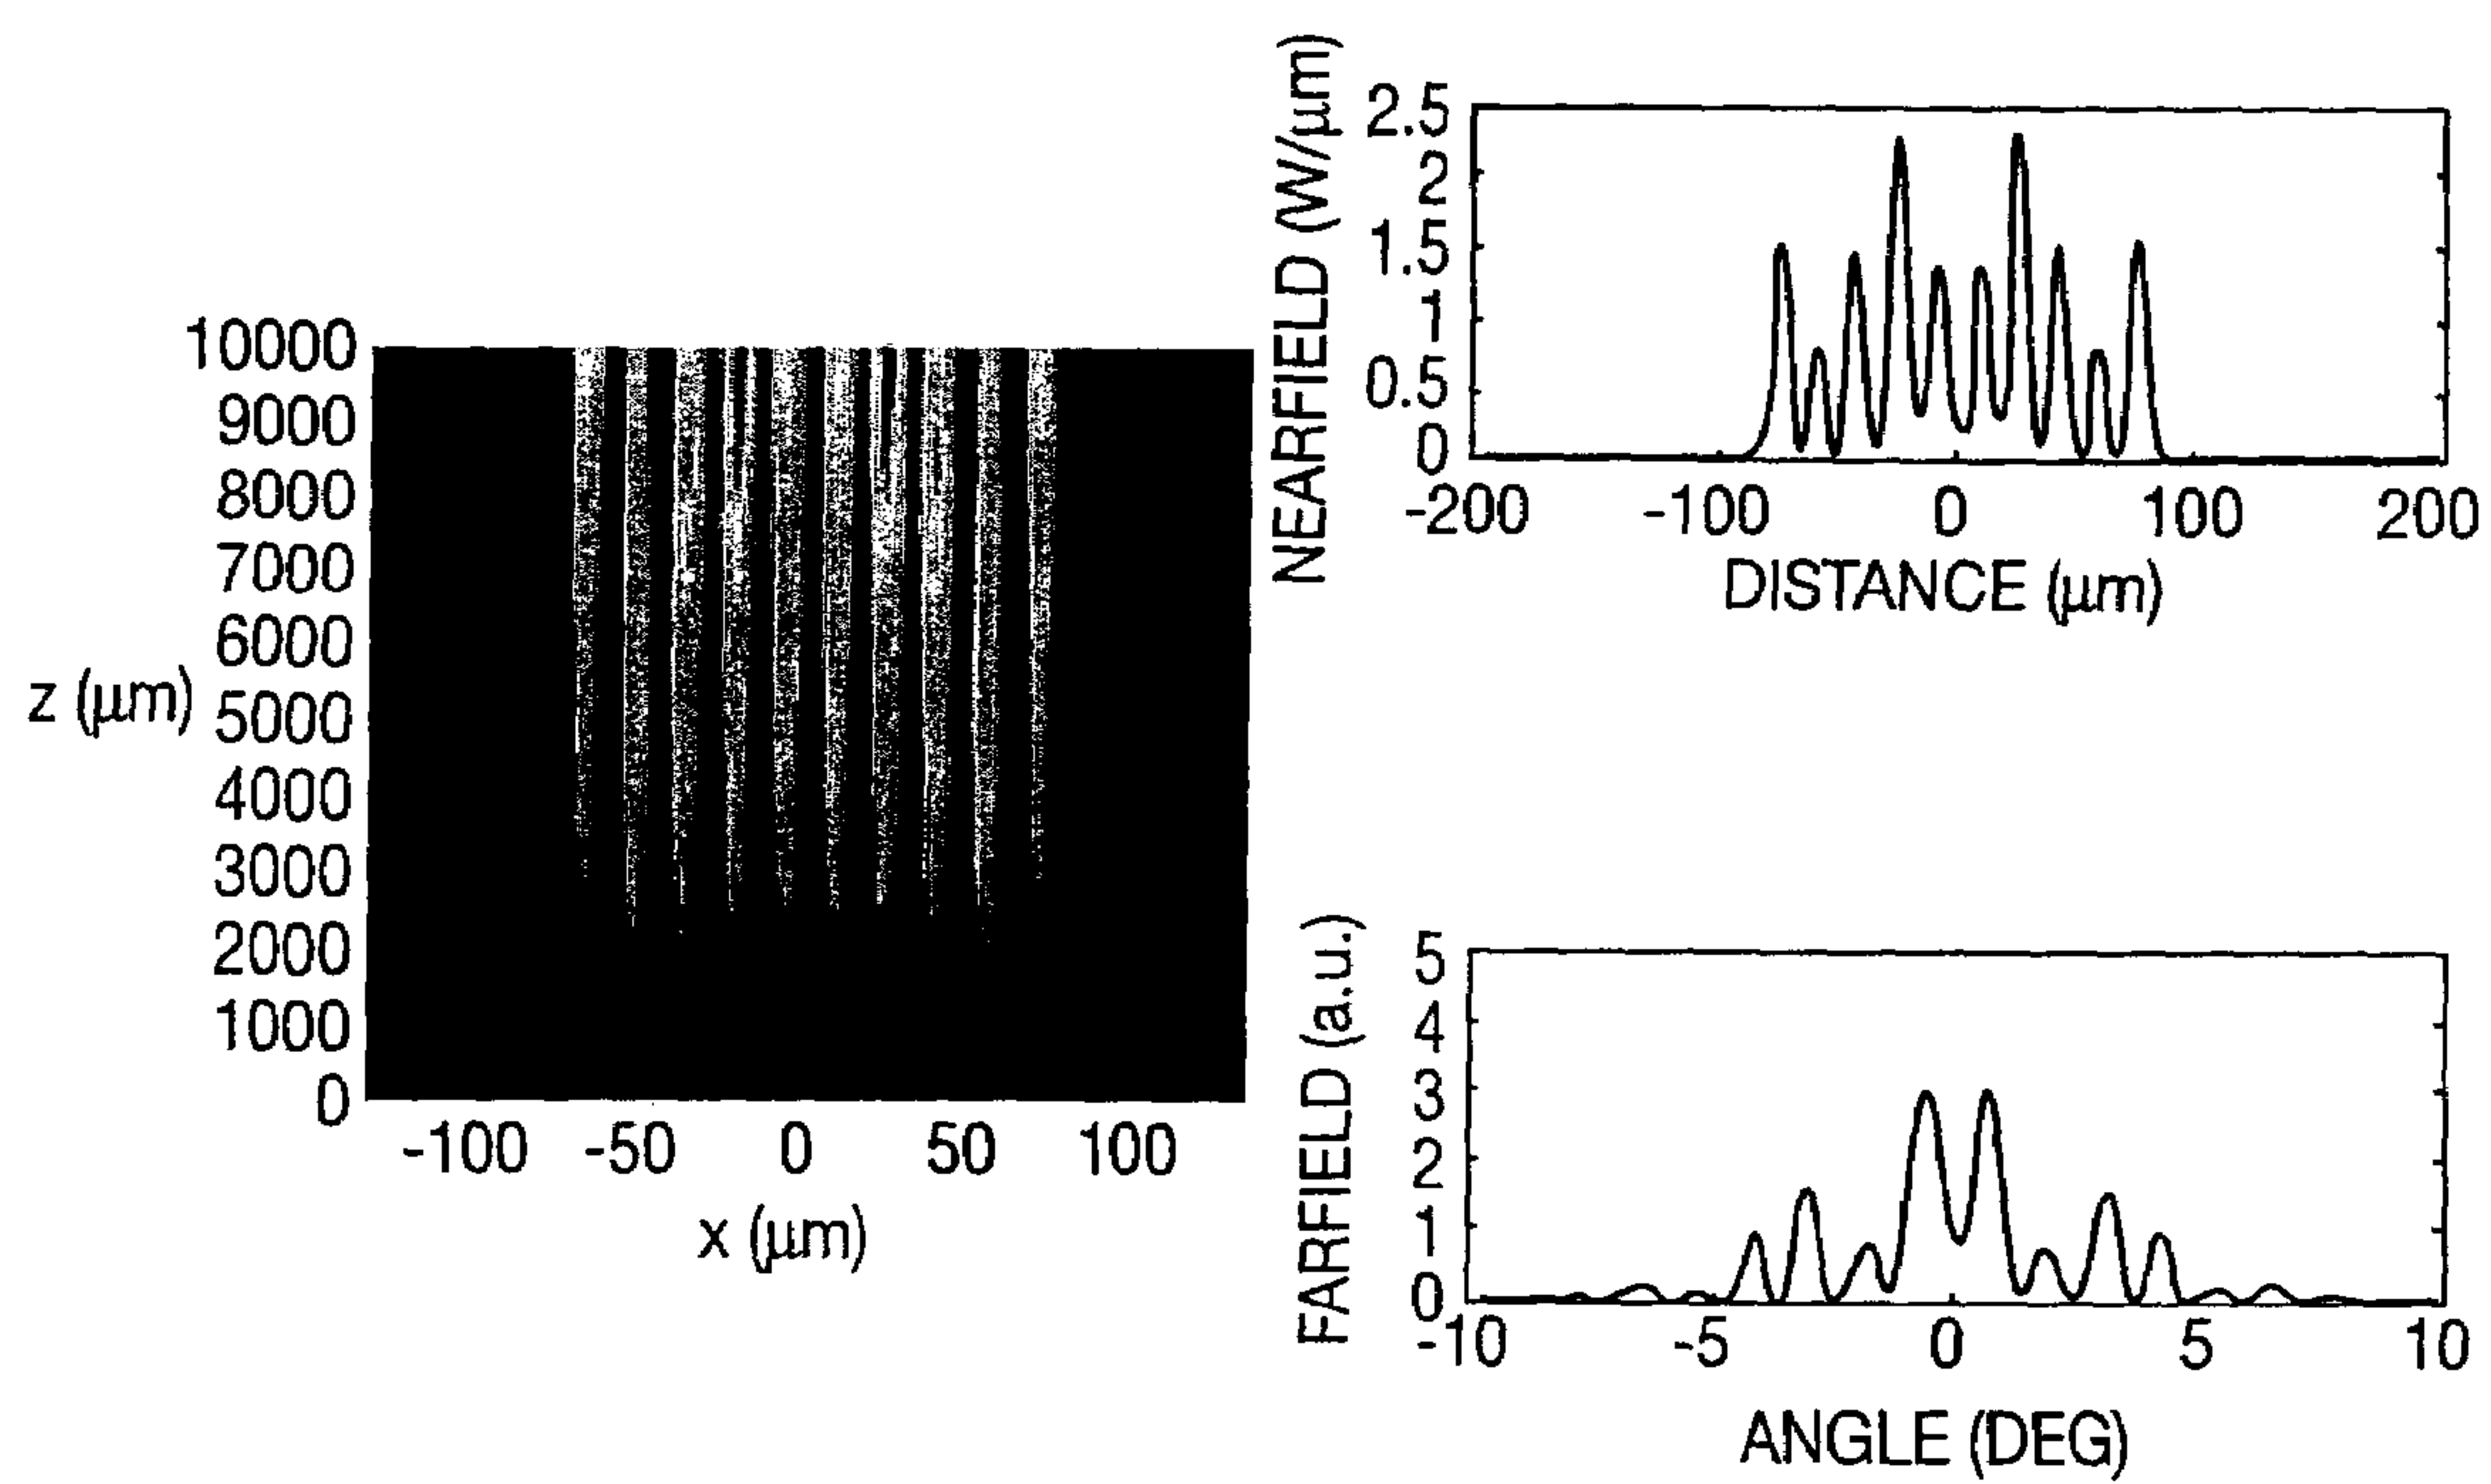 10000
9000
8000
7000
6000
z (μm) 5000
4000
3000
2000
1000
0
-100 -50 0 50 100
x (μm)
NEARFIELD (W/μm)
2.5
2
1.5
1
0.5
0
-200 -100 0 100 200
DISTANCE (μm)
FARFIELD (a.u.)
5
4
3
2
1
0
-10 -5 0 5 10
ANGLE (DEG)